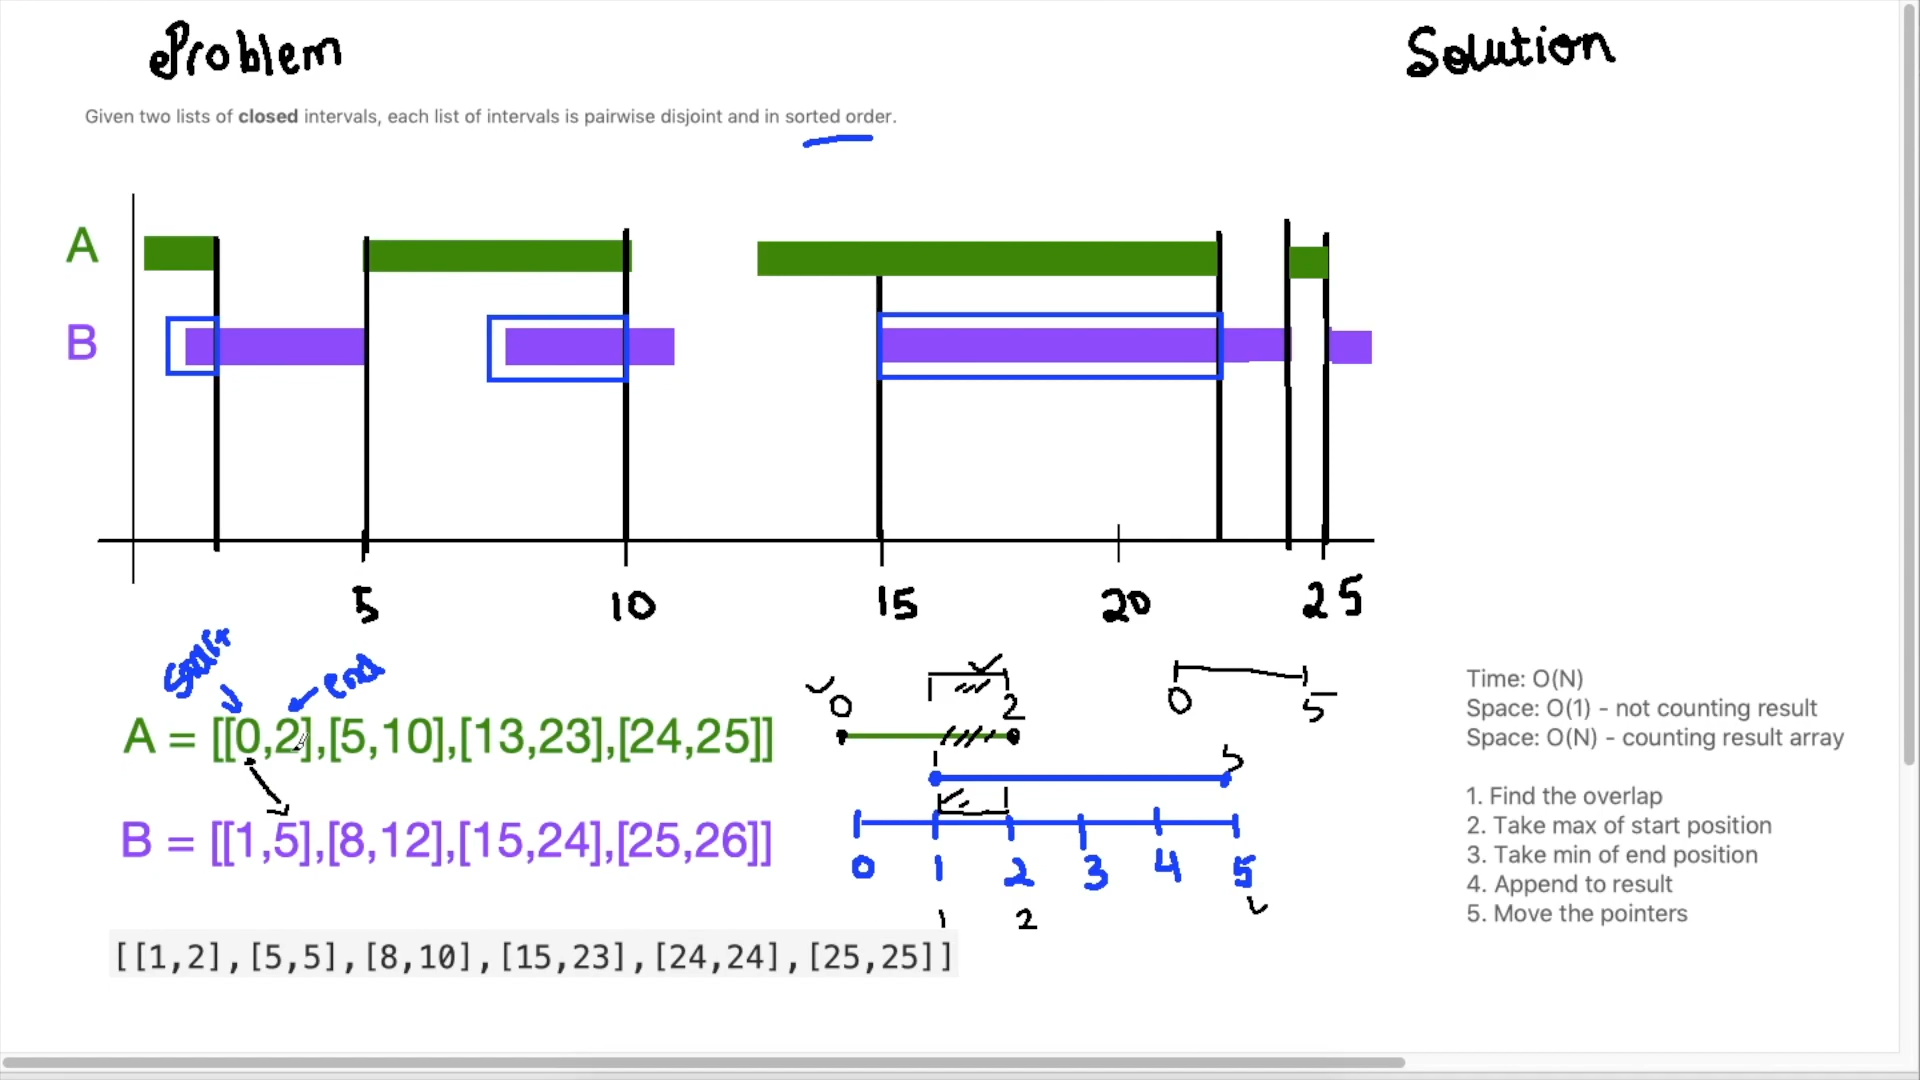 Problem
Solution
Given two lists of closed intervals, each list of intervals is pairwise disjoint and in sorted order.
A
B
5 10 15 20 25
start end
A = [[0,2],[5,10],[13,23],[24,25]]
B = [[1,5],[8,12],[15,24],[25,26]]
0 2
5
0 5
0 1 2 3 4 5
1 2
[[1,2],[5,5],[8,10],[15,23],[24,24],[25,25]]
Time: O(N)
Space: O(1) - not counting result
Space: O(N) - counting result array
1. Find the overlap
2. Take max of start position
3. Take min of end position
4. Append to result
5. Move the pointers